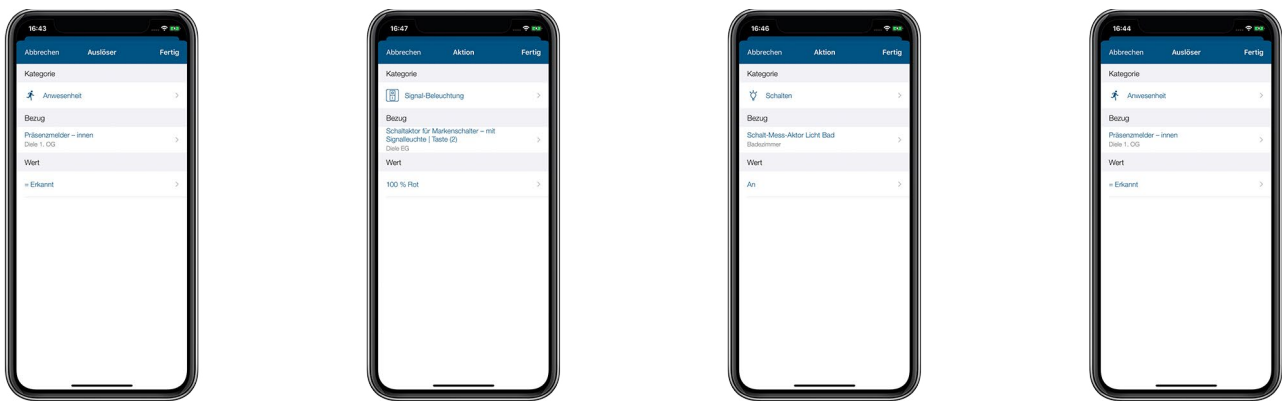 16:43
Abbrechen Auslöser Fertig
Kategorie
Anwesenheit
Bezug
Präsenzmelder – innen
Diele 1. OG
Wert
= Erkannt
16:47
Abbrechen Aktion Fertig
Kategorie
Signal-Beleuchtung
Bezug
Schaltaktor für Markenschalter – mit
Signalleuchte | Taste (2)
Diele EG
Wert
100 % Rot
16:46
Abbrechen Aktion Fertig
Kategorie
Schalten
Bezug
Schalt-Mess-Aktor Licht Bad
Badezimmer
Wert
An
16:44
Abbrechen Auslöser Fertig
Kategorie
Anwesenheit
Bezug
Präsenzmelder – innen
Diele 1. OG
Wert
= Erkannt